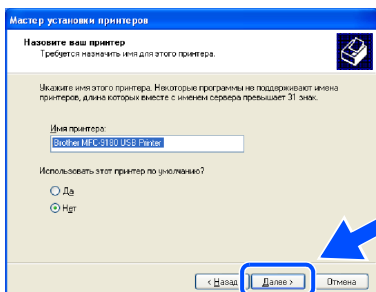 Мастер установки принтеров
Назовите ваш принтер
Требуется назначить имя для этого принтера.
Укажите имя этого принтера. Некоторые программы не поддерживают имена
принтеров, длина которых вместе с именем сервера превышает 31 знак.
Имя принтера:
Brother MFC-9180 USB Printer
Использовать этот принтер по умолчанию?
Да
Нет
< Назад
Далее >
Отмена